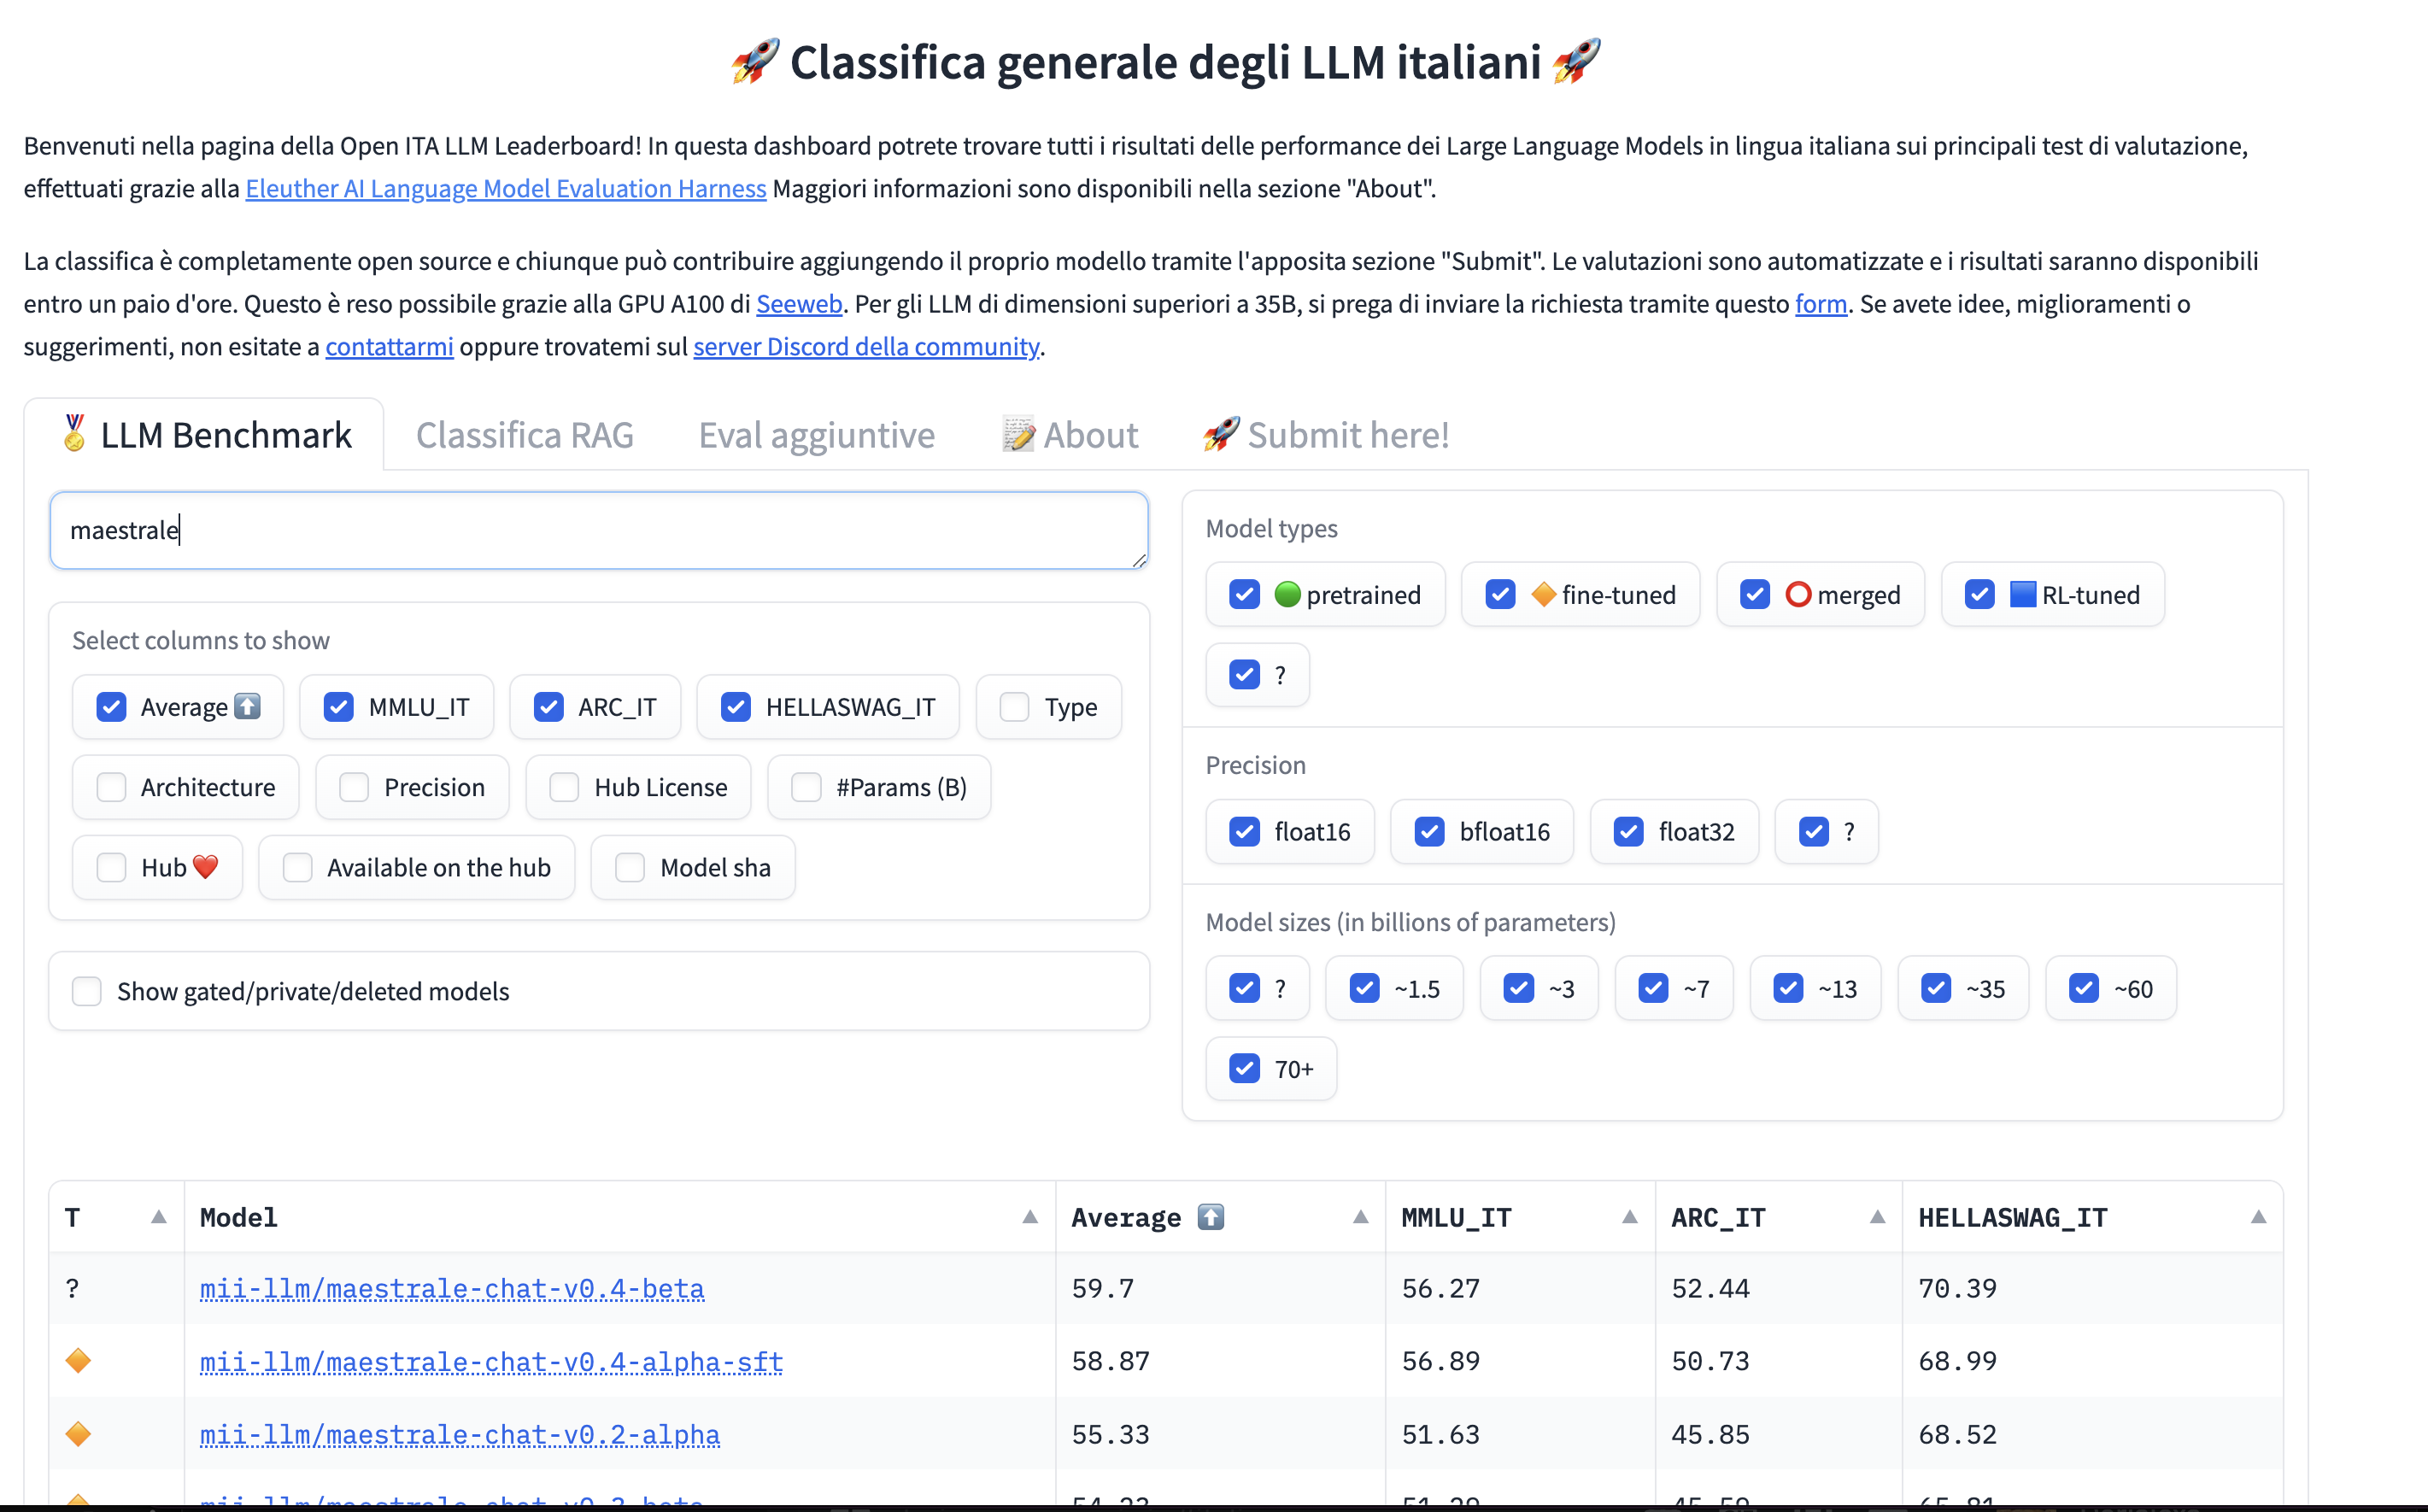 🚀 Classifica generale degli LLM italiani 🚀
Benvenuti nella pagina della Open ITA LLM Leaderboard! In questa dashboard potrete trovare tutti i risultati delle performance dei Large Language Models in lingua italiana sui principali test di valutazione,
effettuati grazie alla Eleuther AI Language Model Evaluation Harness Maggiori informazioni sono disponibili nella sezione "About".
La classifica è completamente open source e chiunque può contribuire aggiungendo il proprio modello tramite l'apposita sezione "Submit". Le valutazioni sono automatizzate e i risultati saranno disponibili
entro un paio d'ore. Questo è reso possibile grazie alla GPU A100 di Seeweb. Per gli LLM di dimensioni superiori a 35B, si prega di inviare la richiesta tramite questo form. Se avete idee, miglioramenti o
suggerimenti, non esitate a contattarmi oppure trovatemi sul server Discord della community.
🏅 LLM Benchmark Classifica RAG Eval aggiuntive 📝 About 🚀 Submit here!
maestrale
Select columns to show
Average ⬆️ MMLU_IT ARC_IT HELLASWAG_IT Type
Architecture Precision Hub License #Params (B)
Hub ❤️ Available on the hub Model sha
Show gated/private/deleted models
Model types
🟢 pretrained 🔶 fine-tuned ⭕ merged 🟦 RL-tuned
?
Precision
float16 bfloat16 float32 ?
Model sizes (in billions of parameters)
? ~1.5 ~3 ~7 ~13 ~35 ~60
70+
T Model Average ⬆️ MMLU_IT ARC_IT HELLASWAG_IT
? mii-llm/maestrale-chat-v0.4-beta 59.7 56.27 52.44 70.39
🔶 mii-llm/maestrale-chat-v0.4-alpha-sft 58.87 56.89 50.73 68.99
🔶 mii-llm/maestrale-chat-v0.2-alpha 55.33 51.63 45.85 68.52